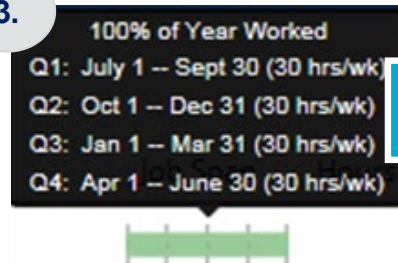 3.
100% of Year Worked
Q1: July 1 -- Sept 30 (30 hrs/wk)
Q2: Oct 1 -- Dec 31 (30 hrs/wk)
Q3: Jan 1 -- Mar 31 (30 hrs/wk)
Q4: Apr 1 -- June 30 (30 hrs/wk)